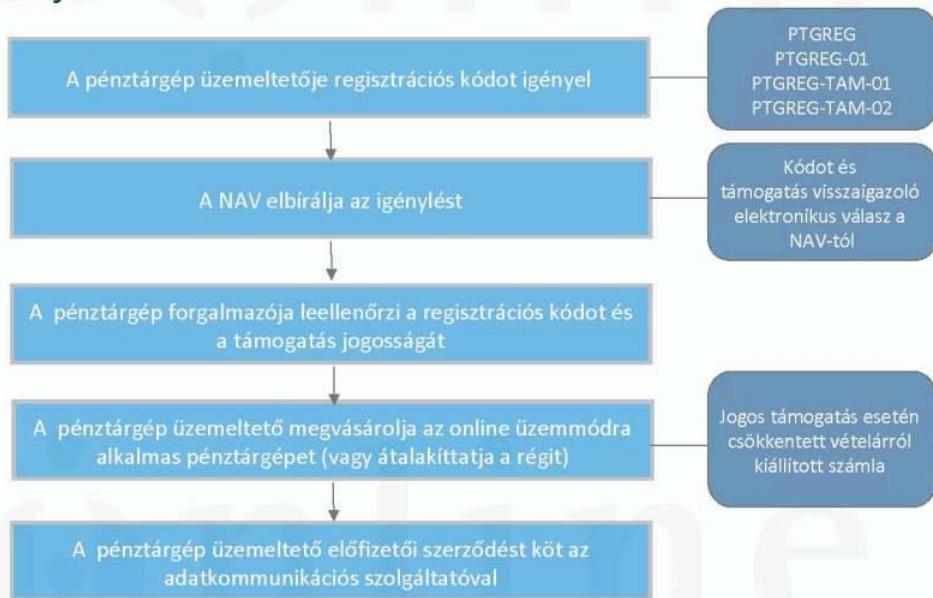 A pénztárgép üzemeltetője regisztrációs kódot igényel
PTGREG
PTGREG-01
PTGREG-TAM-01
PTGREG-TAM-02
A NAV elbírálja az igénylést
Kódot és
támogatás visszaigazoló
elektronikus válasz a
NAV-tól
A pénztárgép forgalmazója leellenőrzi a regisztrációs kódot és
a támogatás jogosságát
A pénztárgép üzemeltető megvásárolja az online üzemmódra
alkalmas pénztárgépet (vagy átalakíttatja a régit)
Jogos támogatás esetén
csökkentett vételárról
kiállított számla
A pénztárgép üzemeltető előfizetői szerződést köt az
adatkommunikációs szolgáltatóval
online